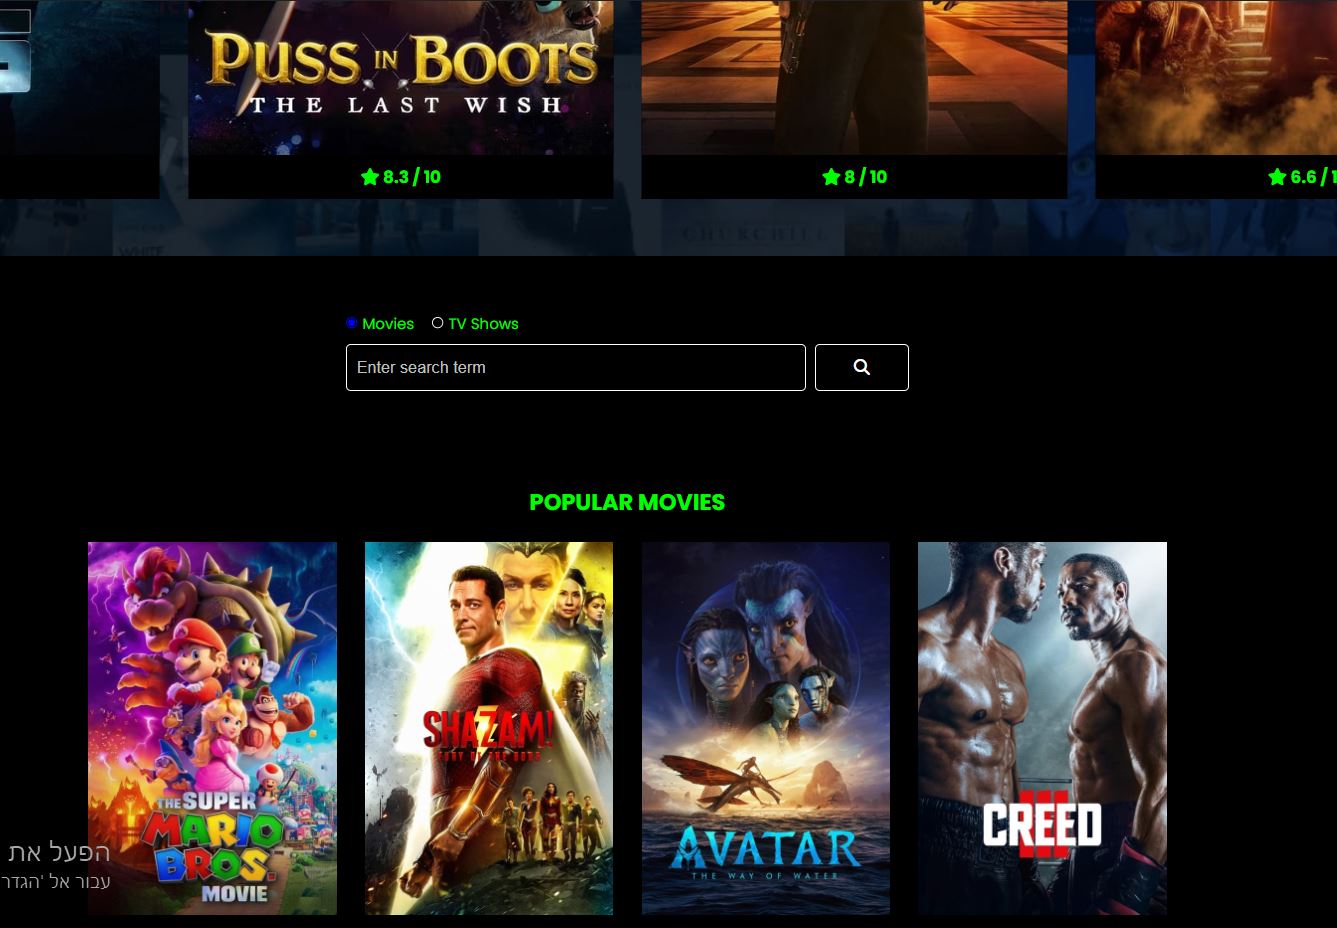 PUSS IN BOOTS
THE LAST WISH
8.3 / 10
8 / 10
6.6 / 1
WHITE
CHURCHILL
Movies
TV Shows
Enter search term
POPULAR MOVIES
THE SUPER
MARIO
BROS.
MOVIE
SHAZAM!
FURY OF THE GODS
AVATAR
THE WAY OF WATER
CREED
III
הפעל את
עבור אל 'הגדר